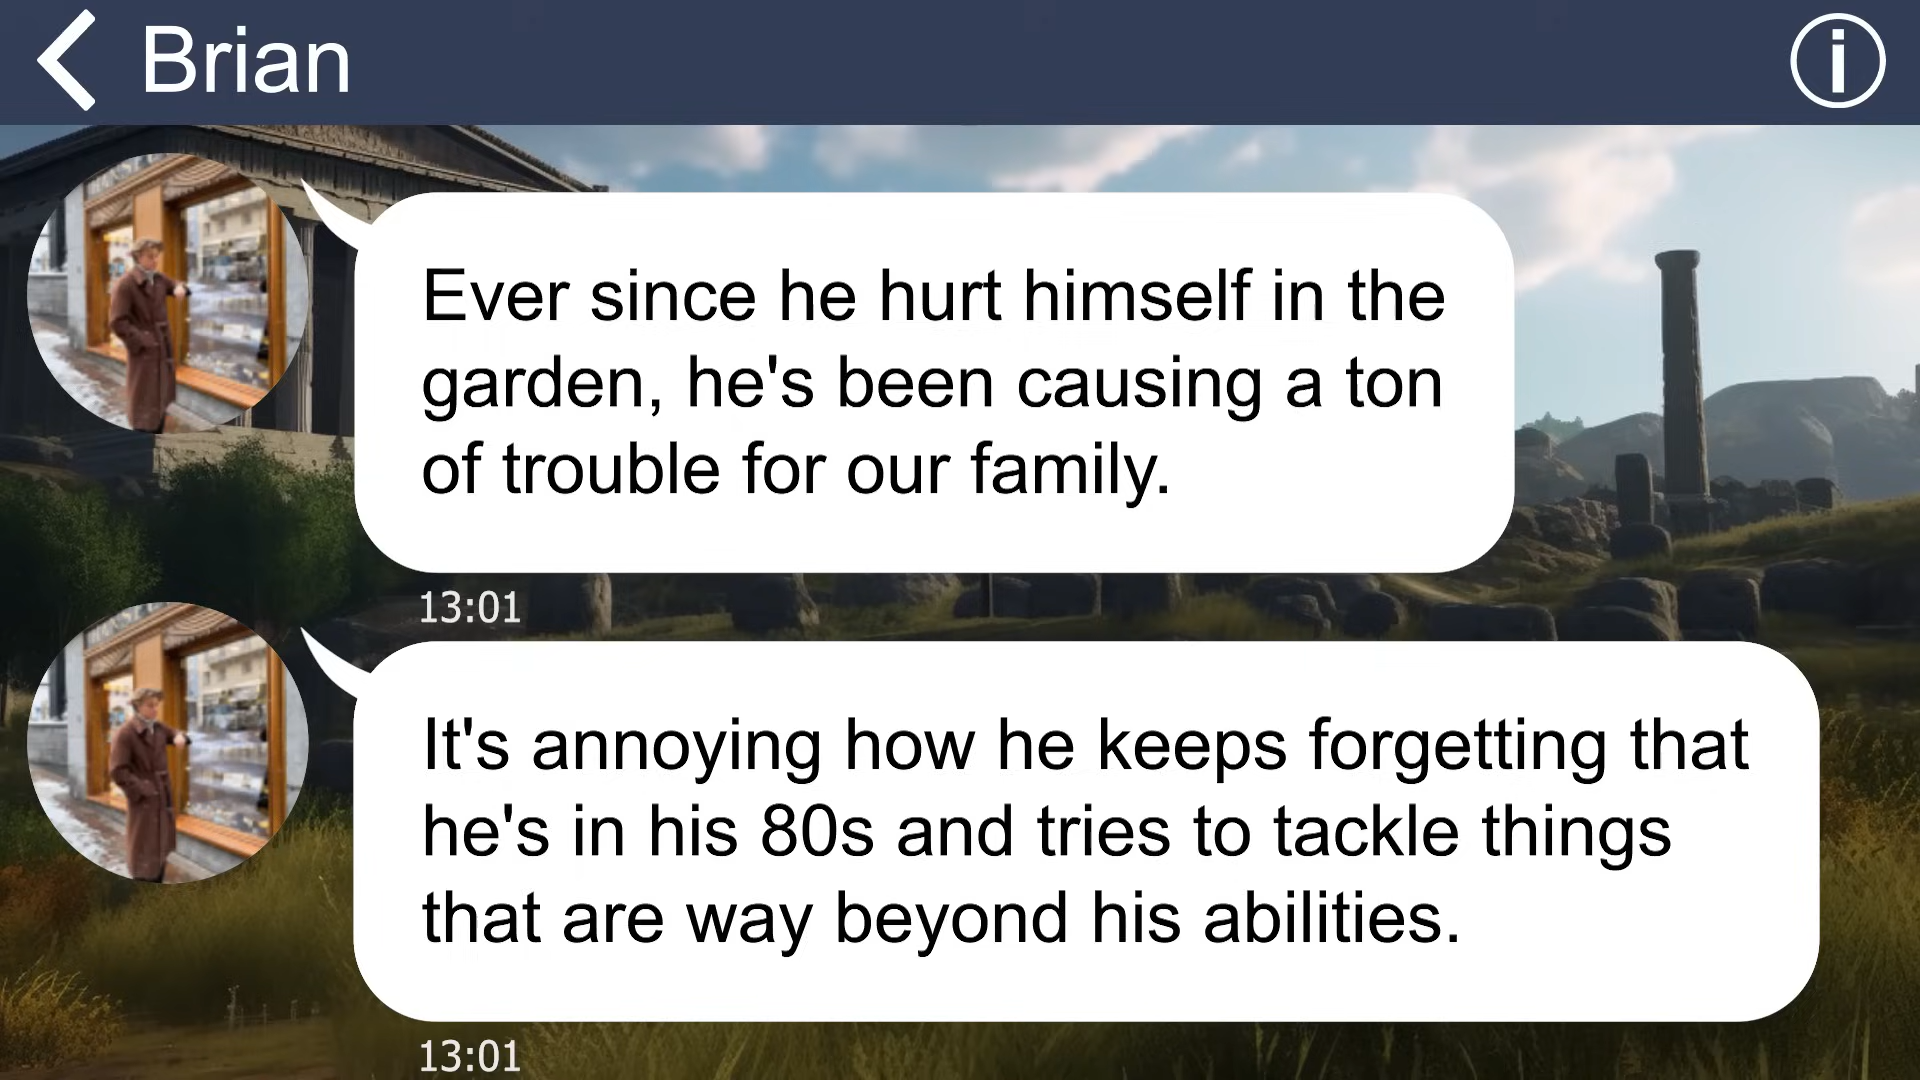 Brian
Ever since he hurt himself in the
garden, he's been causing a ton
of trouble for our family.
13:01
It's annoying how he keeps forgetting that
he's in his 80s and tries to tackle things
that are way beyond his abilities.
13:01